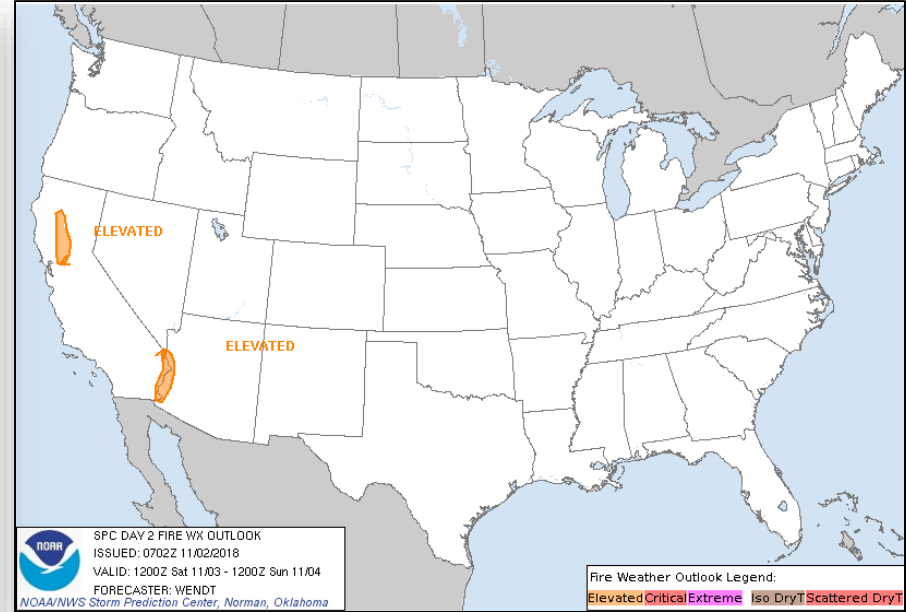 ELEVATED
ELEVATED
NOAA
SPC DAY 2 FIRE WX OUTLOOK
ISSUED: 0702Z 11/02/2018
VALID: 1200Z Sat 11/03 - 1200Z Sun 11/04
FORECASTER: WENDT
NOAA/NWS Storm Prediction Center, Norman, Oklahoma
Fire Weather Outlook Legend:
Elevated Critical Extreme Iso DryT Scattered DryT